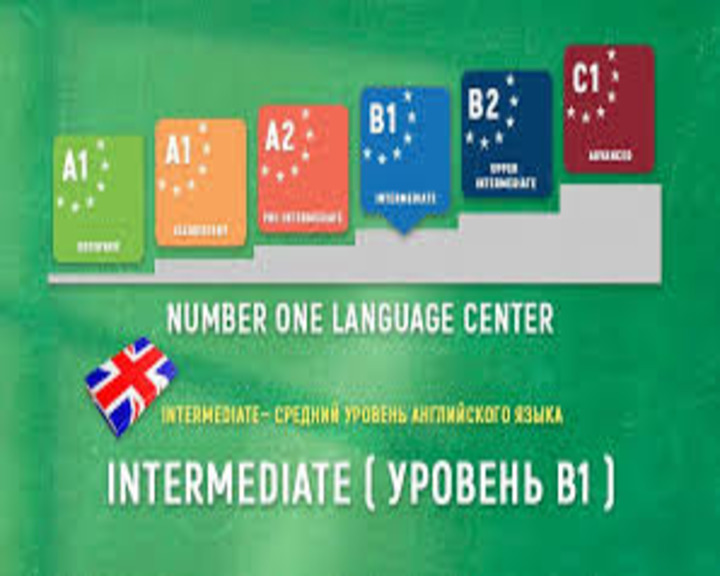 A1
BEGINNER
A1
ELEMENTARY
A2
PRE-INTERMEDIATE
B1
INTERMEDIATE
B2
UPPER
INTERMEDIATE
C1
ADVANCED
NUMBER ONE LANGUAGE CENTER
INTERMEDIATE– СРЕДНИЙ УРОВЕНЬ АНГЛИЙСКОГО ЯЗЫКА
INTERMEDIATE ( УРОВЕНЬ B1 )